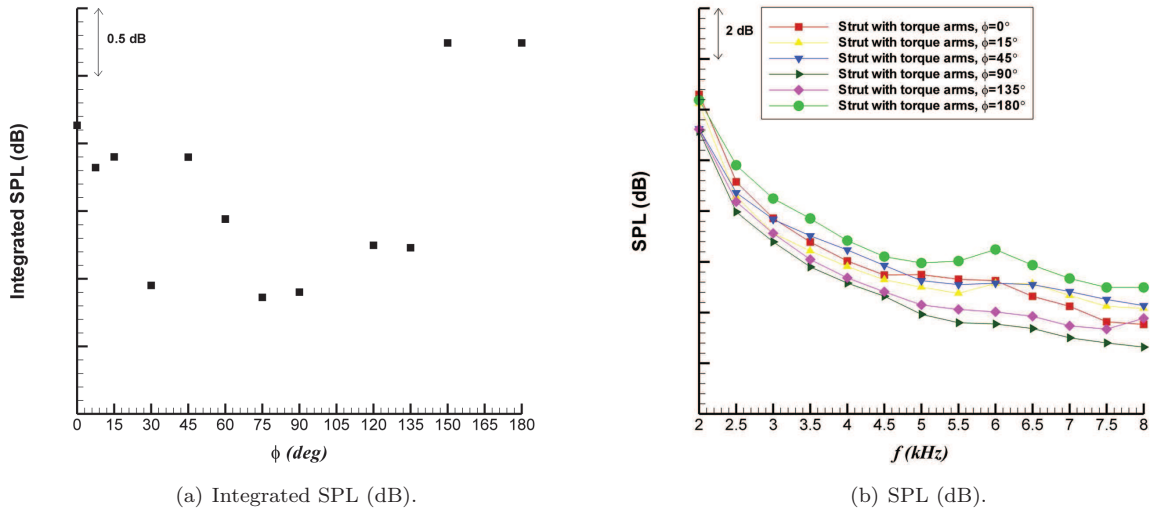 0.5 dB
Integrated SPL (dB)
0 15 30 45 60 75 90 105 120 135 150 165 180
ϕ (deg)
(a) Integrated SPL (dB).
2 dB
Strut with torque arms, ϕ=0°
Strut with torque arms, ϕ=15°
Strut with torque arms, ϕ=45°
Strut with torque arms, ϕ=90°
Strut with torque arms, ϕ=135°
Strut with torque arms, ϕ=180°
SPL (dB)
2 2.5 3 3.5 4 4.5 5 5.5 6 6.5 7 7.5 8
f (kHz)
(b) SPL (dB).